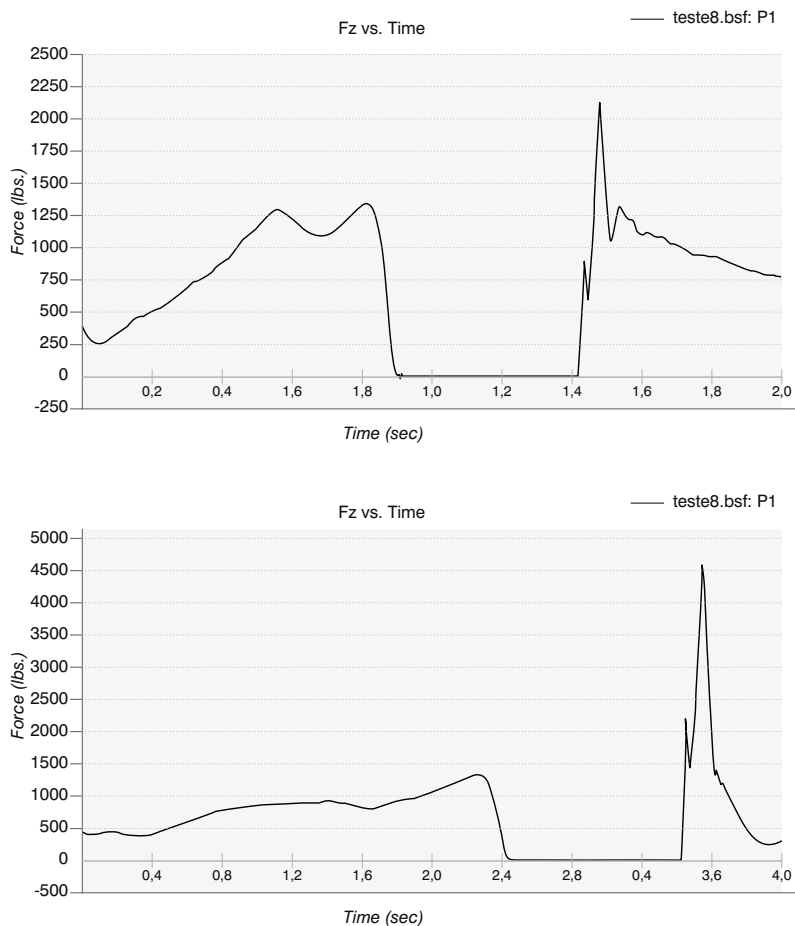 teste8.bsf: P1
Fz vs. Time
2500
2250
2000
1750
1500
1250
1000
750
500
250
0
-250
Force (lbs.)
0,2 0,4 1,6 1,8 1,0 1,2 1,4 1,6 1,8 2,0
Time (sec)
teste8.bsf: P1
Fz vs. Time
5000
4500
4000
3500
3000
2500
2000
1500
1000
500
0
-500
Force (lbs.)
0,4 0,8 1,2 1,6 2,0 2,4 2,8 0,4 3,6 4,0
Time (sec)